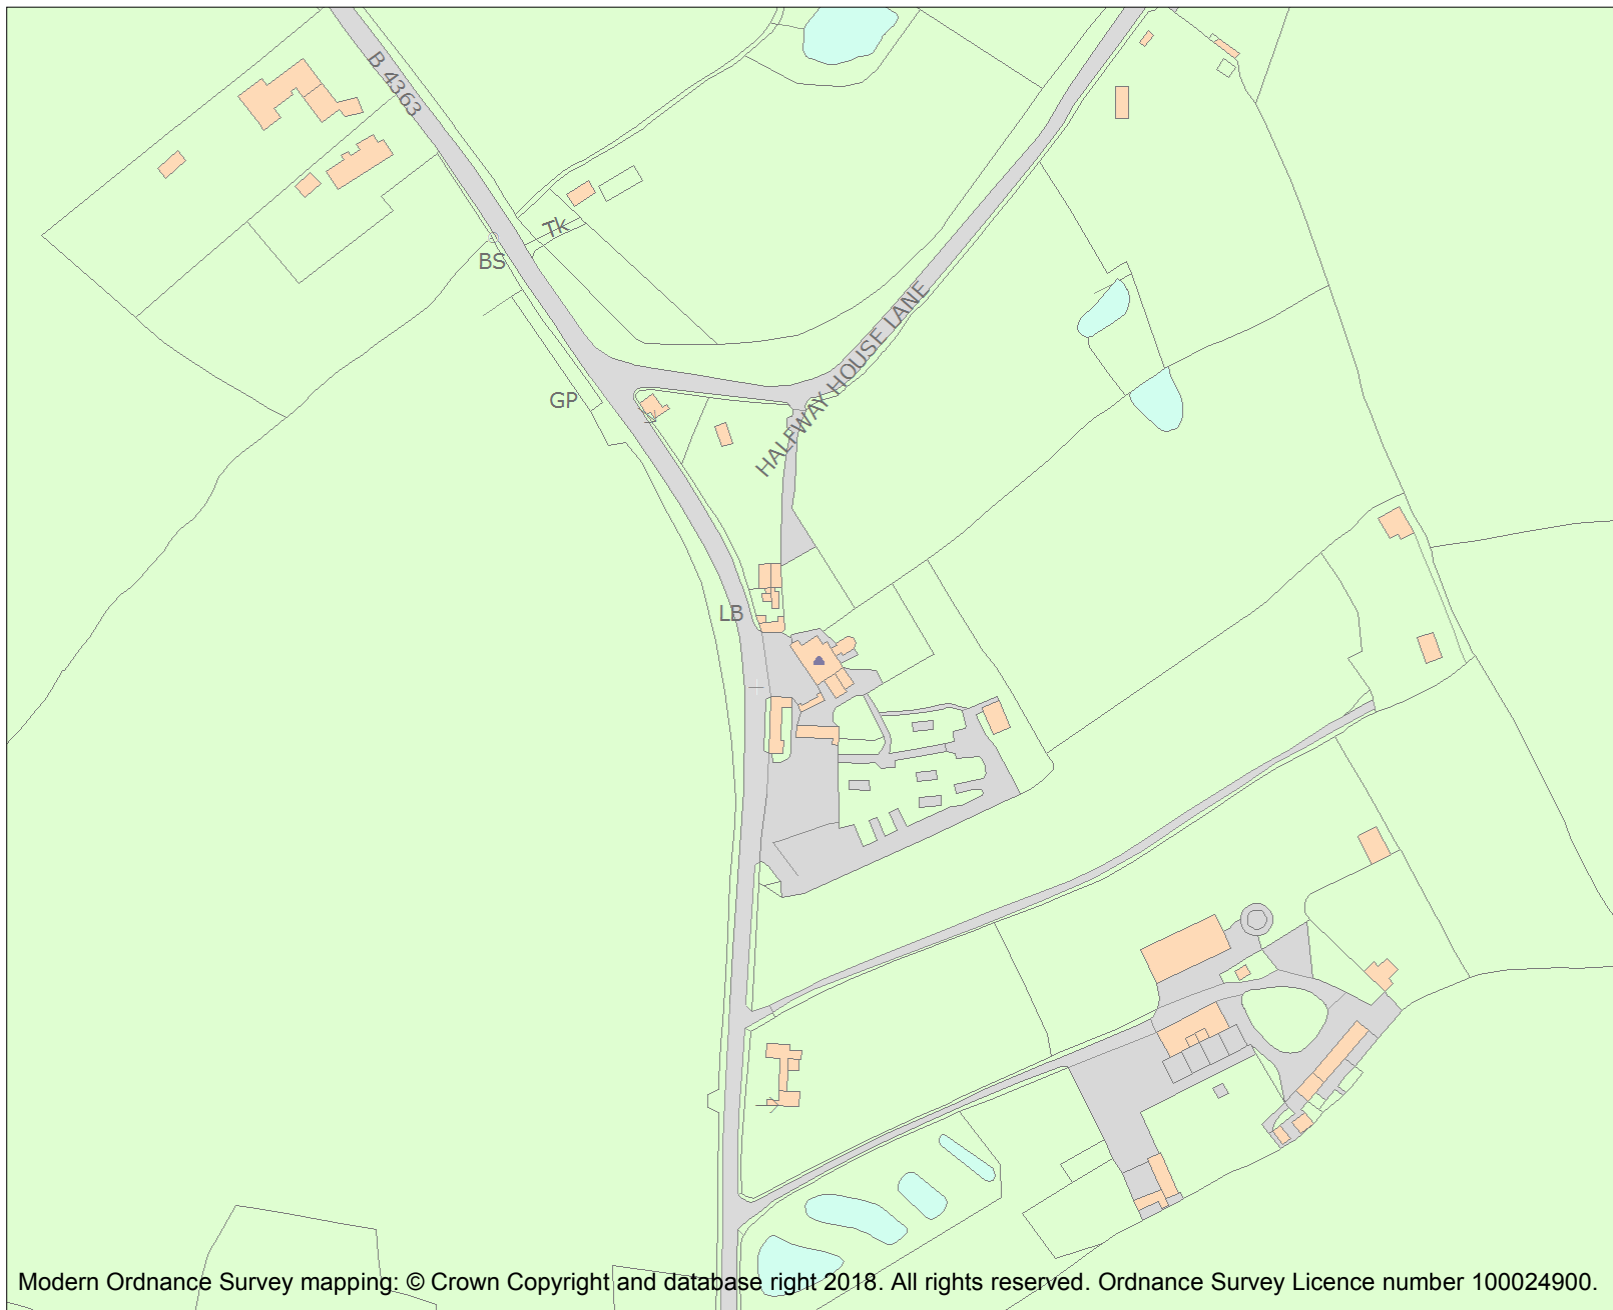 B 4363
Tk
BS
HALFWAY HOUSE LANE
GP
LB
Modern Ordnance Survey mapping: © Crown Copyright and database right 2018. All rights reserved. Ordnance Survey Licence number 100024900.